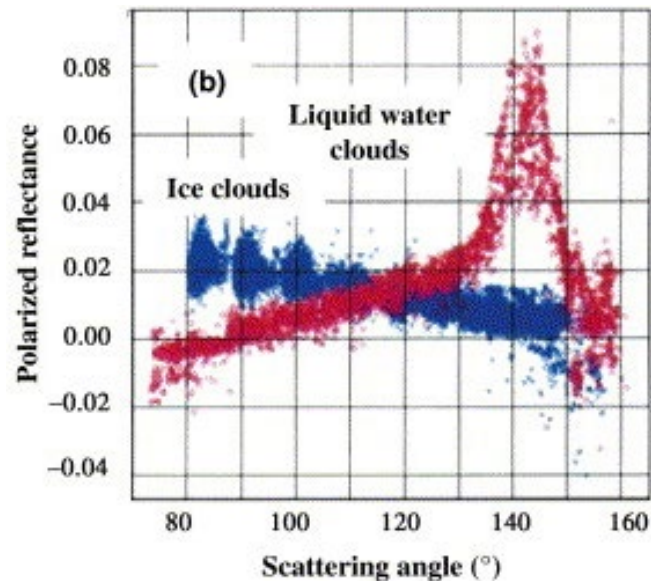 Polarized reflectance
0.08
0.06
0.04
0.02
0.00
−0.02
−0.04
(b)
Liquid water
clouds
Ice clouds
80 100 120 140 160
Scattering angle (°)